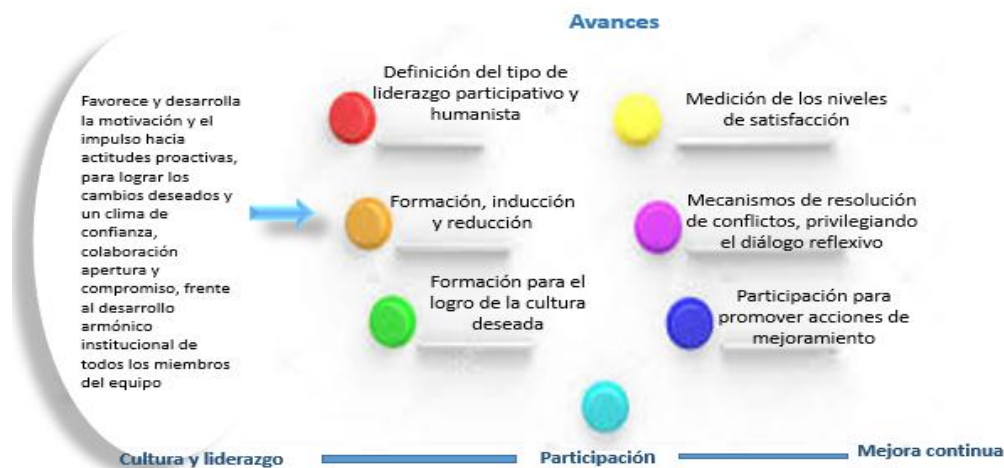 Avances
Favorece y desarrolla
la motivación y el
impulso hacia
actitudes proactivas,
para lograr los
cambios deseados y
un clima de
confianza,
colaboración
apertura y
compromiso, frente
al desarrollo
armónico
institucional de
todos los miembros
del equipo
Definición del tipo de
liderazgo participativo y
humanista
Formación, inducción
y reducción
Formación para el
logro de la cultura
deseada
Medición de los niveles
de satisfacción
Mecanismos de resolución
de conflictos, privilegiando
el diálogo reflexivo
Participación para
promover acciones de
mejoramiento
Cultura y liderazgo
Participación
Mejora continua